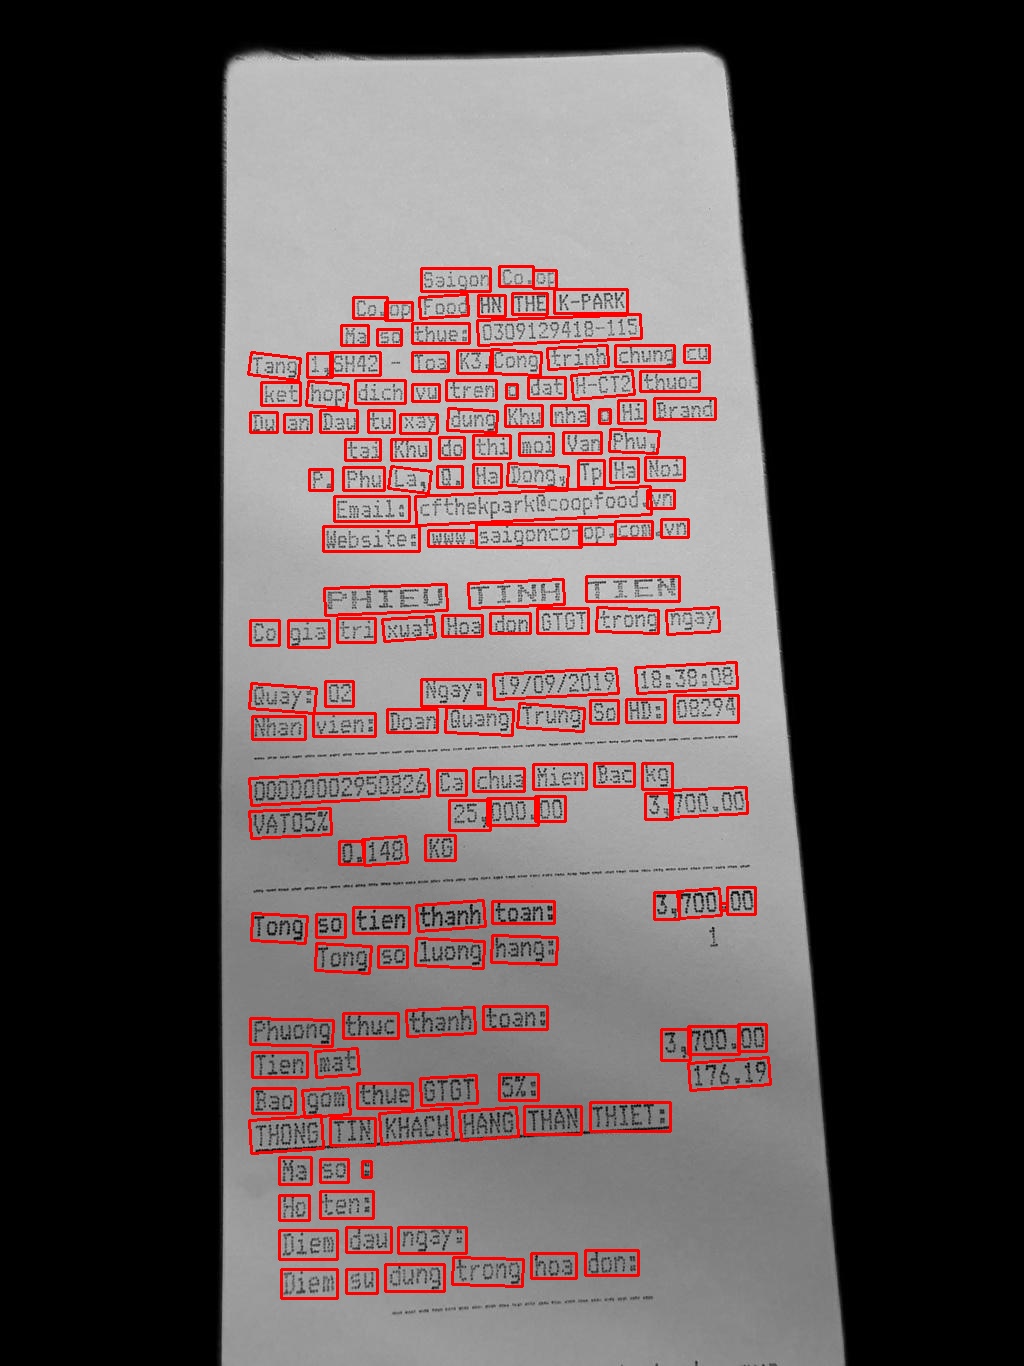 Saigon Co.op
Co.op Food HN THE K-PARK
Ma so thue: 0309129418-115
Tang 1,SH42 - Toa K3,Cong trinh chung cu
ket hop dich vu tren o dat H-CT2 thuoc
Du an Dau tu xay dung Khu nha o Hi Brand
tai Khu do thi moi Van Phu,
P. Phu La, Q. Ha Dong, Tp Ha Noi
Email: cfthekpark@coopfood.vn
Website: www.saigonco-op.com.vn
PHIEU TINH TIEN
Co gia tri xuat Hoa don GTGT trong ngay
Quay: 02 Ngay: 19/09/2019 18:38:08
Nhan vien: Doan Quang Trung So HD: 08294
00000002950826 Ca chua Mien Bac kg
VAT05% 25,000.00 3,700.00
0.148 KG
Tong so tien thanh toan: 3,700.00
Tong so luong hang: 1
Phuong thuc thanh toan:
Tien mat 3,700.00
Bao gom thue GTGT 5%: 176.19
THONG TIN KHACH HANG THAN THIET:
Ma so :
Ho ten:
Diem dau ngay:
Diem su dung trong hoa don: